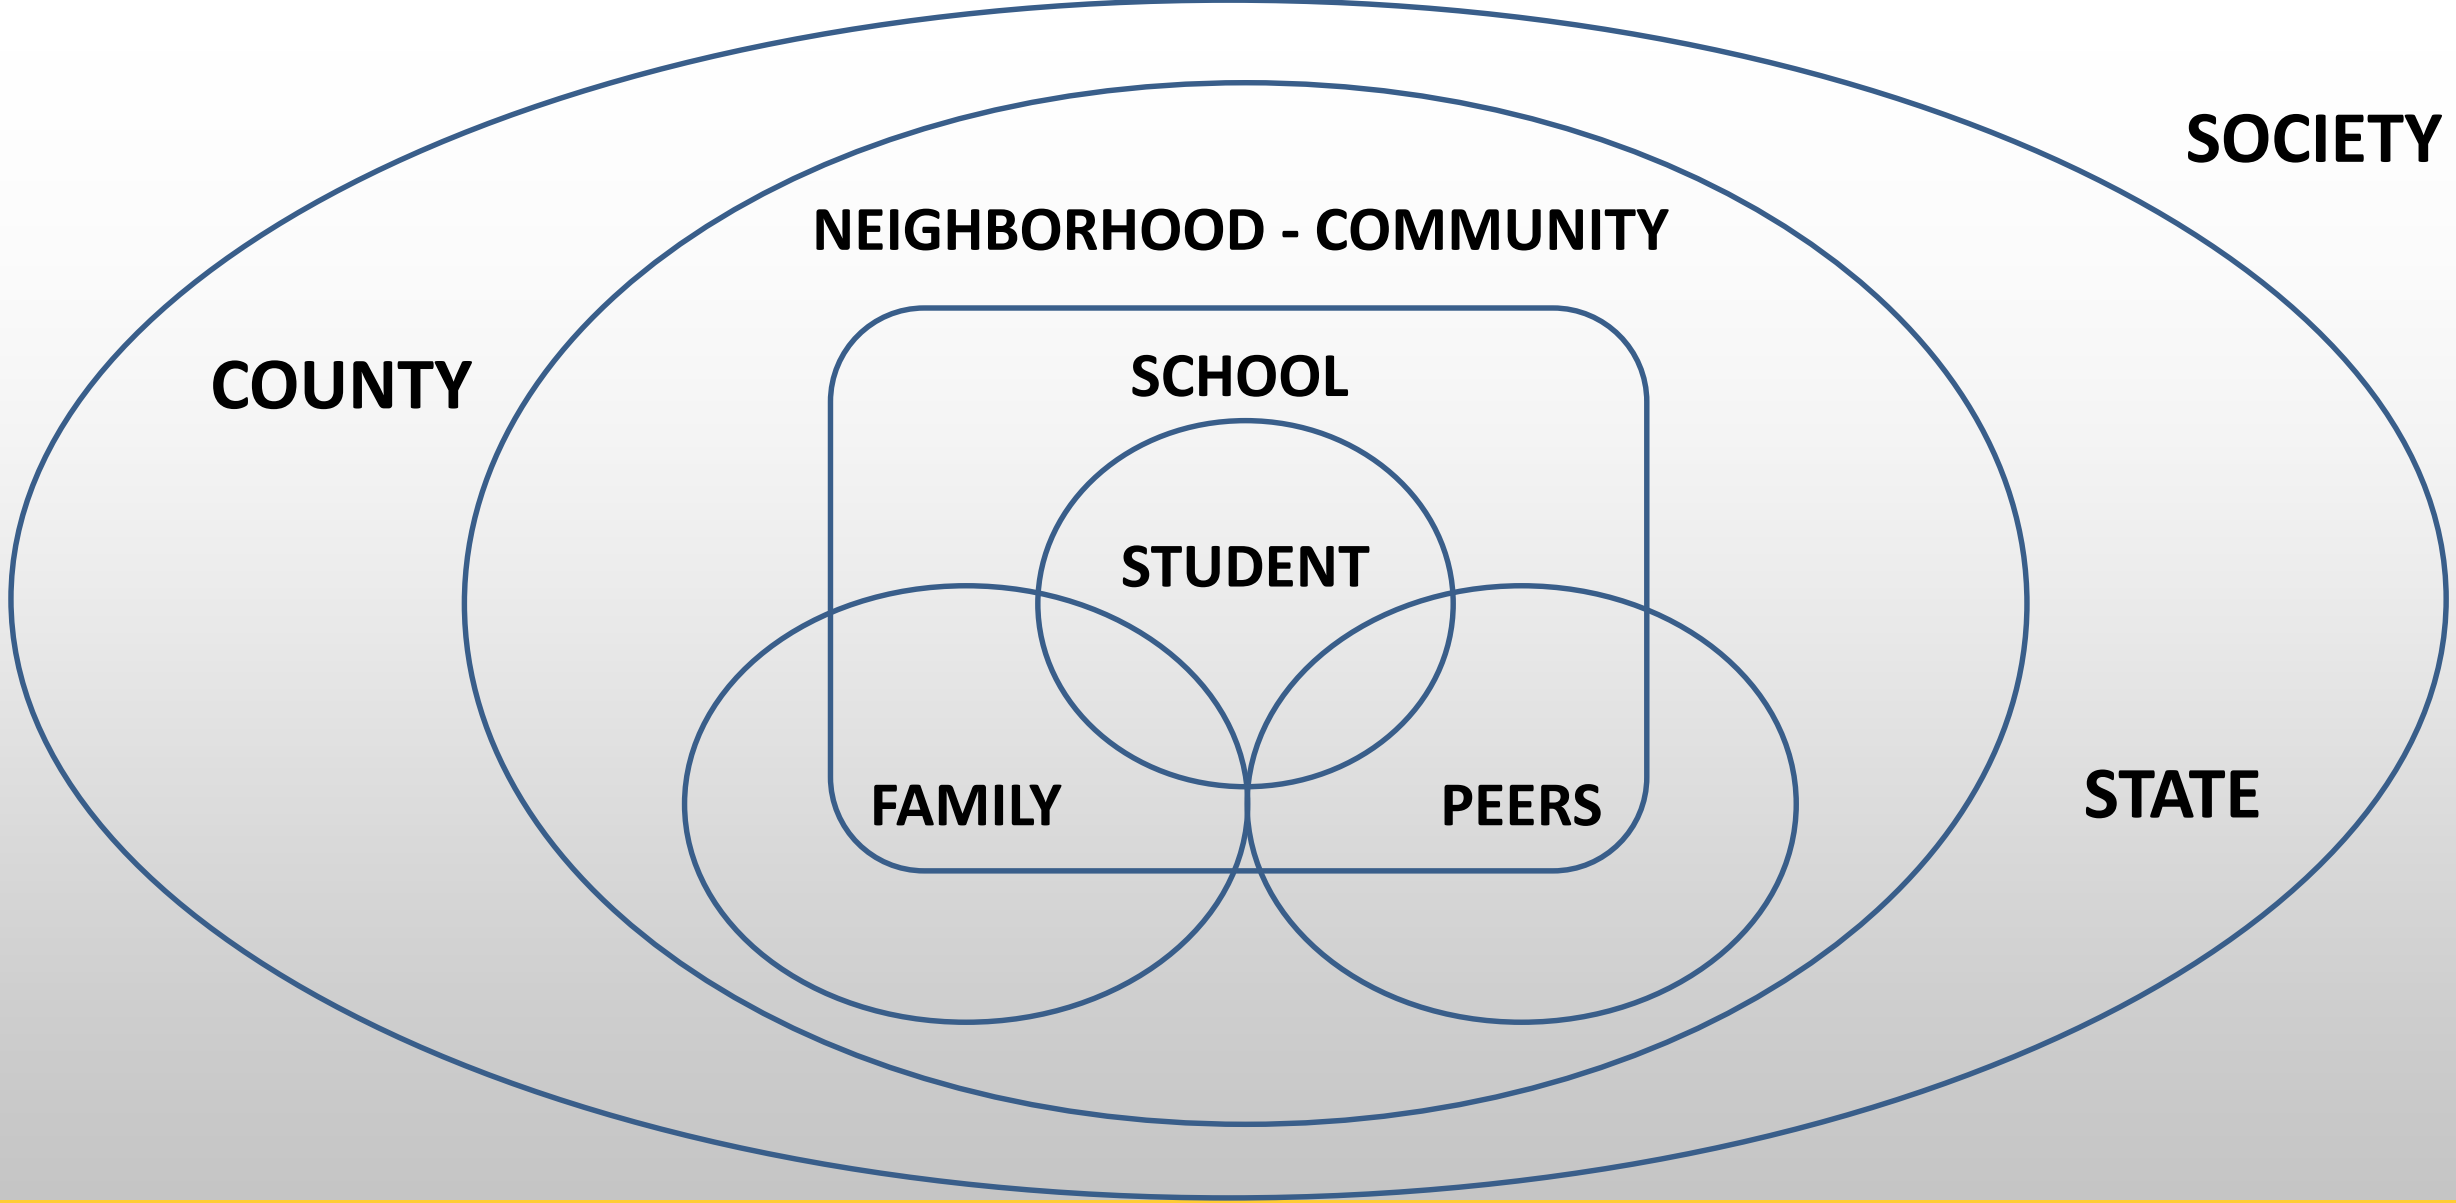 SOCIETY
NEIGHBORHOOD - COMMUNITY
COUNTY
SCHOOL
STUDENT
FAMILY
PEERS
STATE